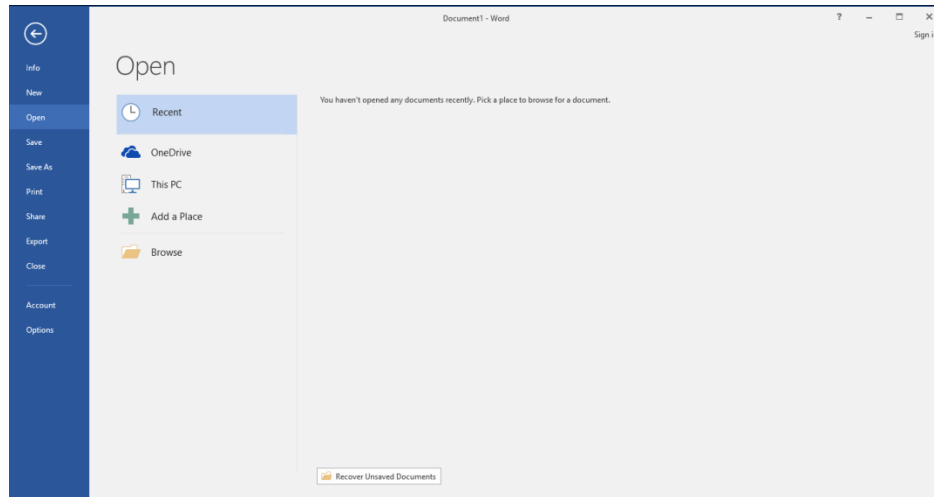 Document1 - Word
?
Sign i
Info
New
Open
Save
Save As
Print
Share
Export
Close
Account
Options
Open
Recent
OneDrive
This PC
Add a Place
Browse
You haven't opened any documents recently. Pick a place to browse for a document.
Recover Unsaved Documents